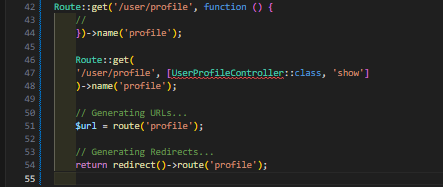 42 Route::get('/user/profile', function () {
43 //
44 })->name('profile');
45
46 Route::get(
47 '/user/profile', [UserProfileController::class, 'show']
48 )->name('profile');
49
50 // Generating URLs...
51 $url = route('profile');
52
53 // Generating Redirects...
54 return redirect()->route('profile');
55